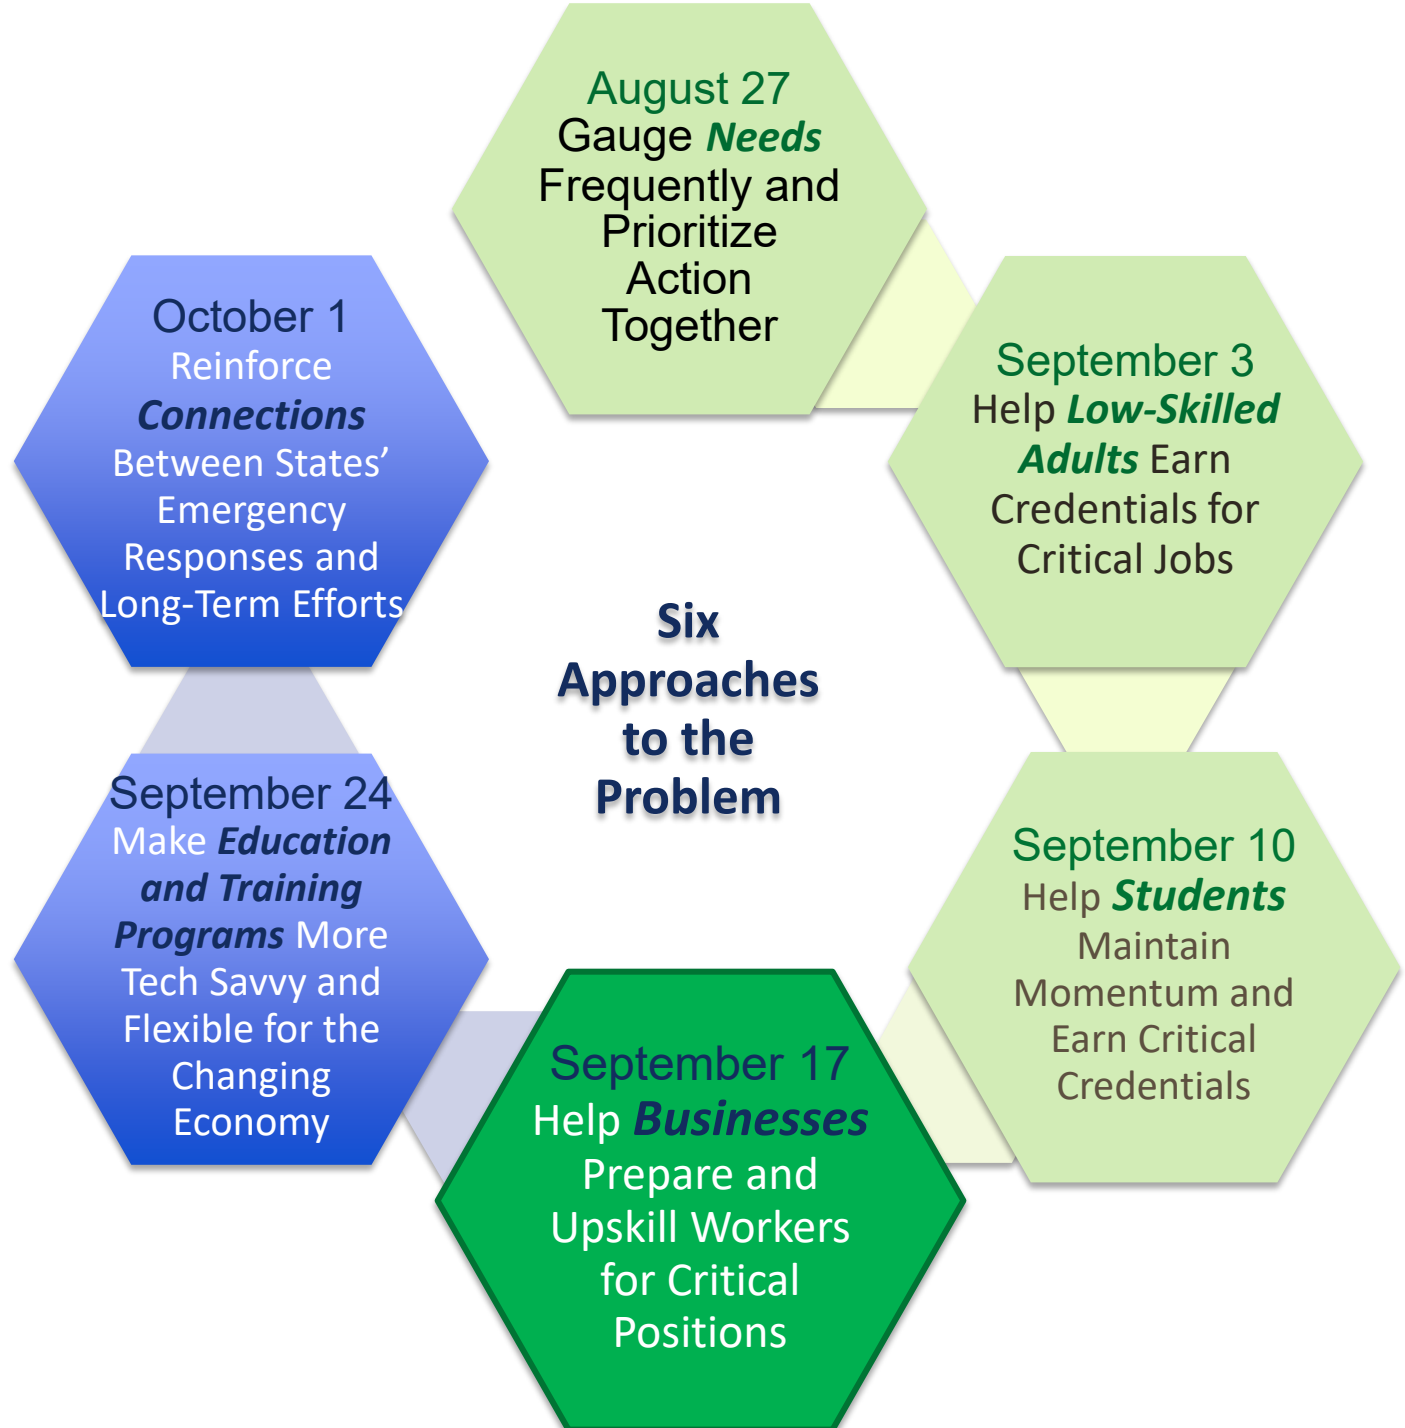 August 27
Gauge Needs
Frequently and
Prioritize
Action
Together
September 3
Help Low-Skilled
Adults Earn
Credentials for
Critical Jobs
September 10
Help Students
Maintain
Momentum and
Earn Critical
Credentials
September 17
Help Businesses
Prepare and
Upskill Workers
for Critical
Positions
September 24
Make Education
and Training
Programs More
Tech Savvy and
Flexible for the
Changing
Economy
October 1
Reinforce
Connections
Between States’
Emergency
Responses and
Long-Term Efforts
Six
Approaches
to the
Problem